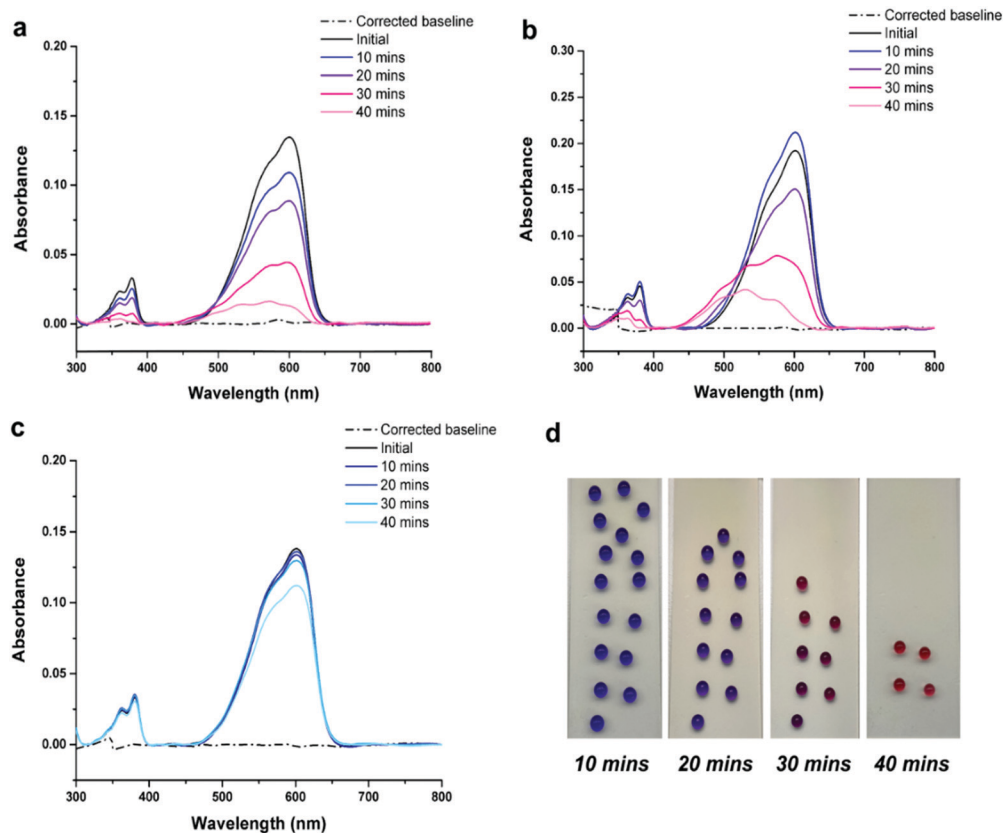 a
Corrected baseline
Initial
10 mins
20 mins
30 mins
40 mins
0.20
0.15
0.10
0.05
0.00
Absorbance
300 400 500 600 700 800
Wavelength (nm)
b
Corrected baseline
Initial
10 mins
20 mins
30 mins
40 mins
0.30
0.25
0.20
0.15
0.10
0.05
0.00
Absorbance
300 400 500 600 700 800
Wavelength (nm)
c
Corrected baseline
Initial
10 mins
20 mins
30 mins
40 mins
0.20
0.15
0.10
0.05
0.00
Absorbance
300 400 500 600 700 800
Wavelength (nm)
d
10 mins 20 mins 30 mins 40 mins